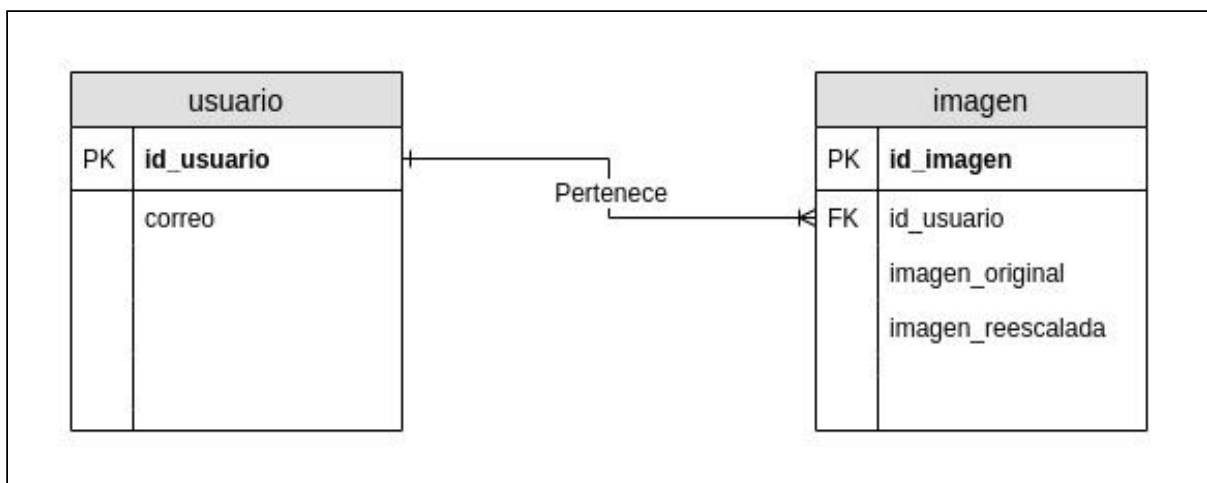 usuario
PK id_usuario
correo
Pertenece
imagen
PK id_imagen
FK id_usuario
imagen_original
imagen_reescalada